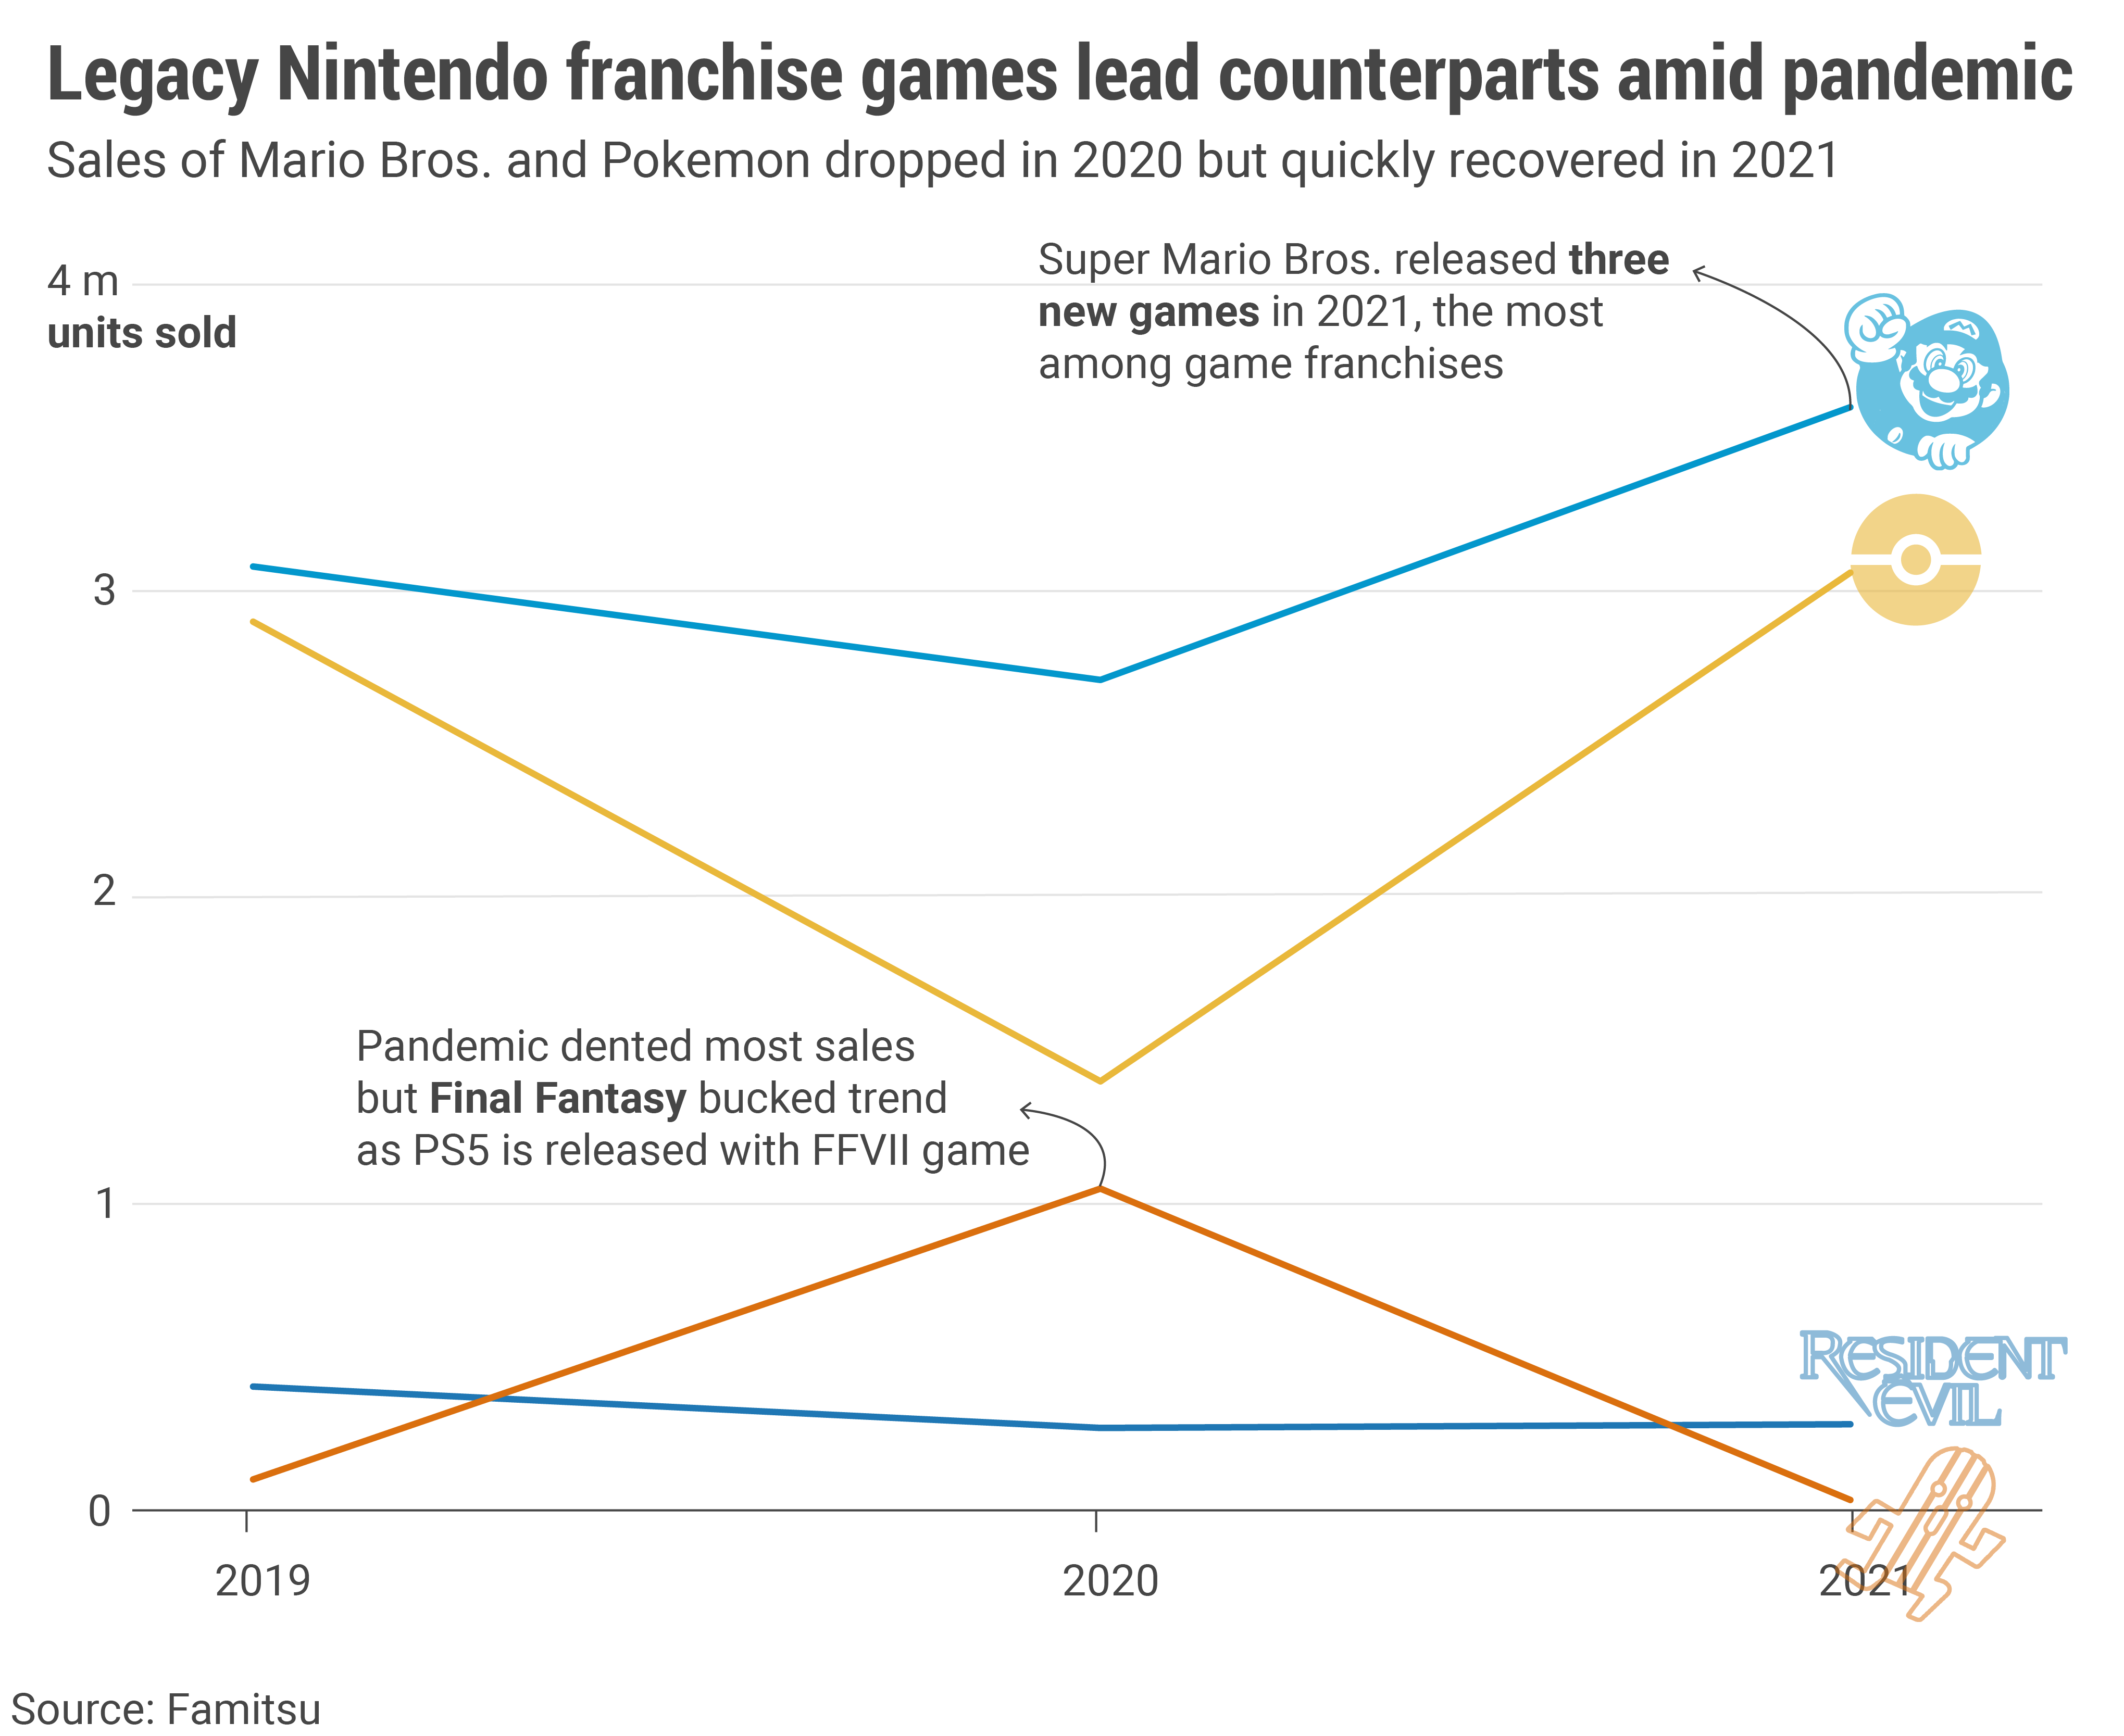 Legacy Nintendo franchise games lead counterparts amid pandemic
Sales of Mario Bros. and Pokemon dropped in 2020 but quickly recovered in 2021
4 m
units sold
Super Mario Bros. released three
new games in 2021, the most
among game franchises
3
2
Pandemic dented most sales
but Final Fantasy bucked trend
as PS5 is released with FFVII game
1
RESIDENT
EVIL
0
2019
2020
2021
Source: Famitsu